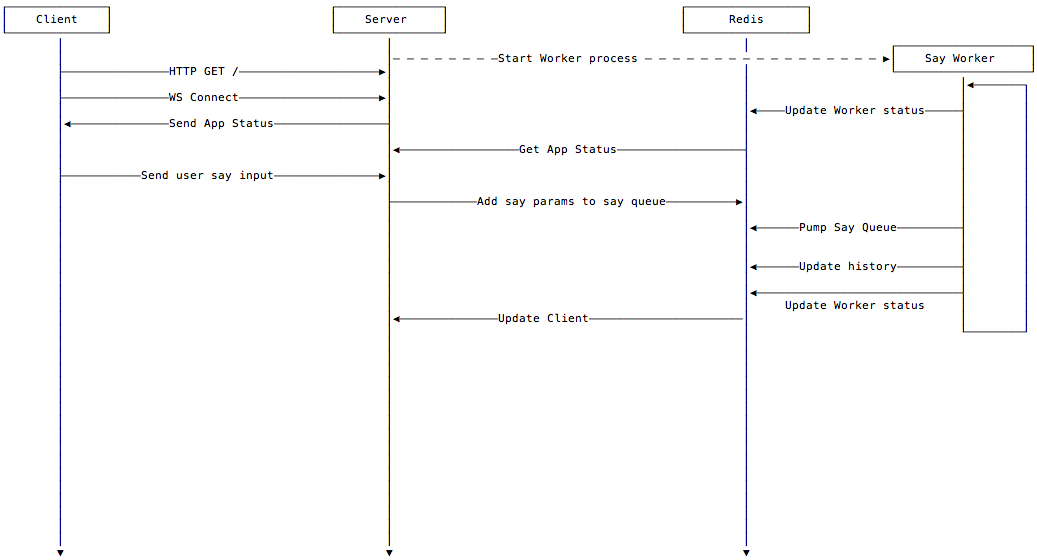 Client
Server
Redis
Start Worker process
Say Worker
HTTP GET /
WS Connect
Update Worker status
Send App Status
Get App Status
Send user say input
Add say params to say queue
Pump Say Queue
Update history
Update Worker status
Update Client